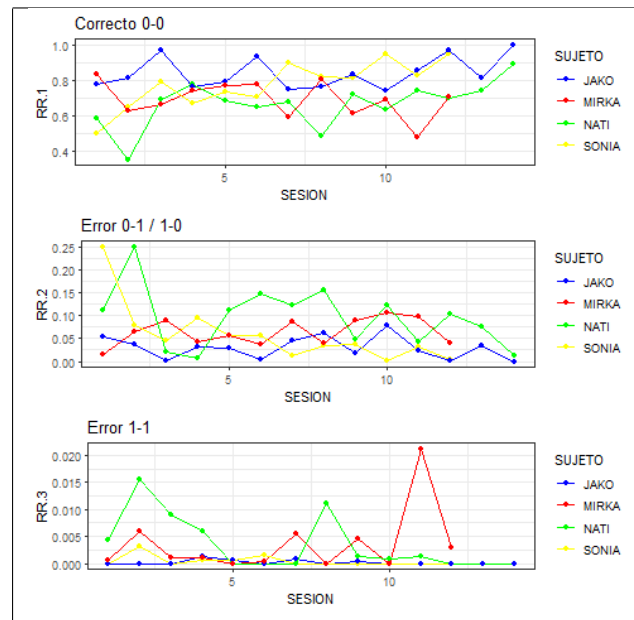 Correcto 0-0
1.0
0.8
0.6
0.4
RR.1
5
10
SESION
SUJETO
JAKO
MIRKA
NATI
SONIA
Error 0-1 / 1-0
0.25
0.20
0.15
0.10
0.05
0.00
RR.2
5
10
SESION
SUJETO
JAKO
MIRKA
NATI
SONIA
Error 1-1
0.020
0.015
0.010
0.005
0.000
RR.3
5
10
SESION
SUJETO
JAKO
MIRKA
NATI
SONIA